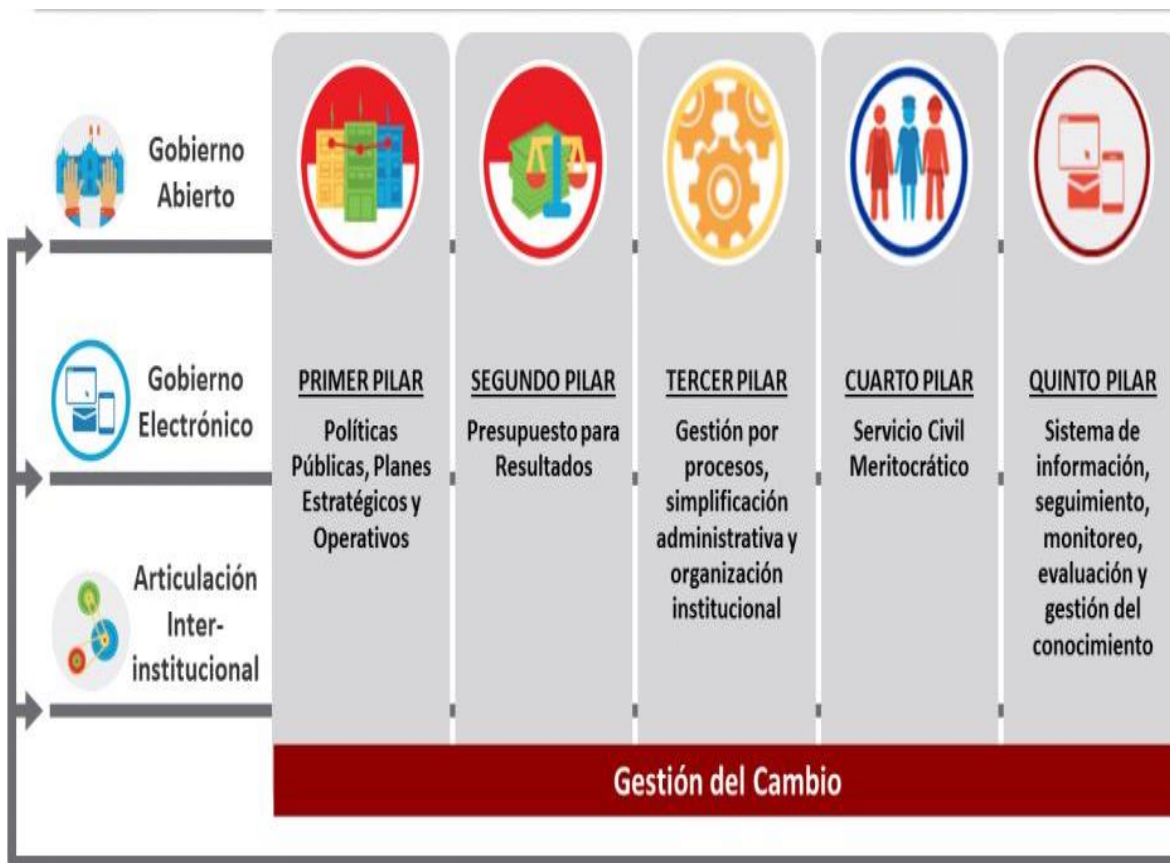 Gobierno
Abierto
Gobierno
Electrónico
Articulación
Inter-
institucional
PRIMER PILAR
Políticas
Públicas, Planes
Estratégicos y
Operativos
SEGUNDO PILAR
Presupuesto para
Resultados
TERCER PILAR
Gestión por
procesos,
simplificación
administrativa y
organización
institucional
CUARTO PILAR
Servicio Civil
Meritocrático
QUINTO PILAR
Sistema de
información,
seguimiento,
monitoreo,
evaluación y
gestión del
conocimiento
Gestión del Cambio